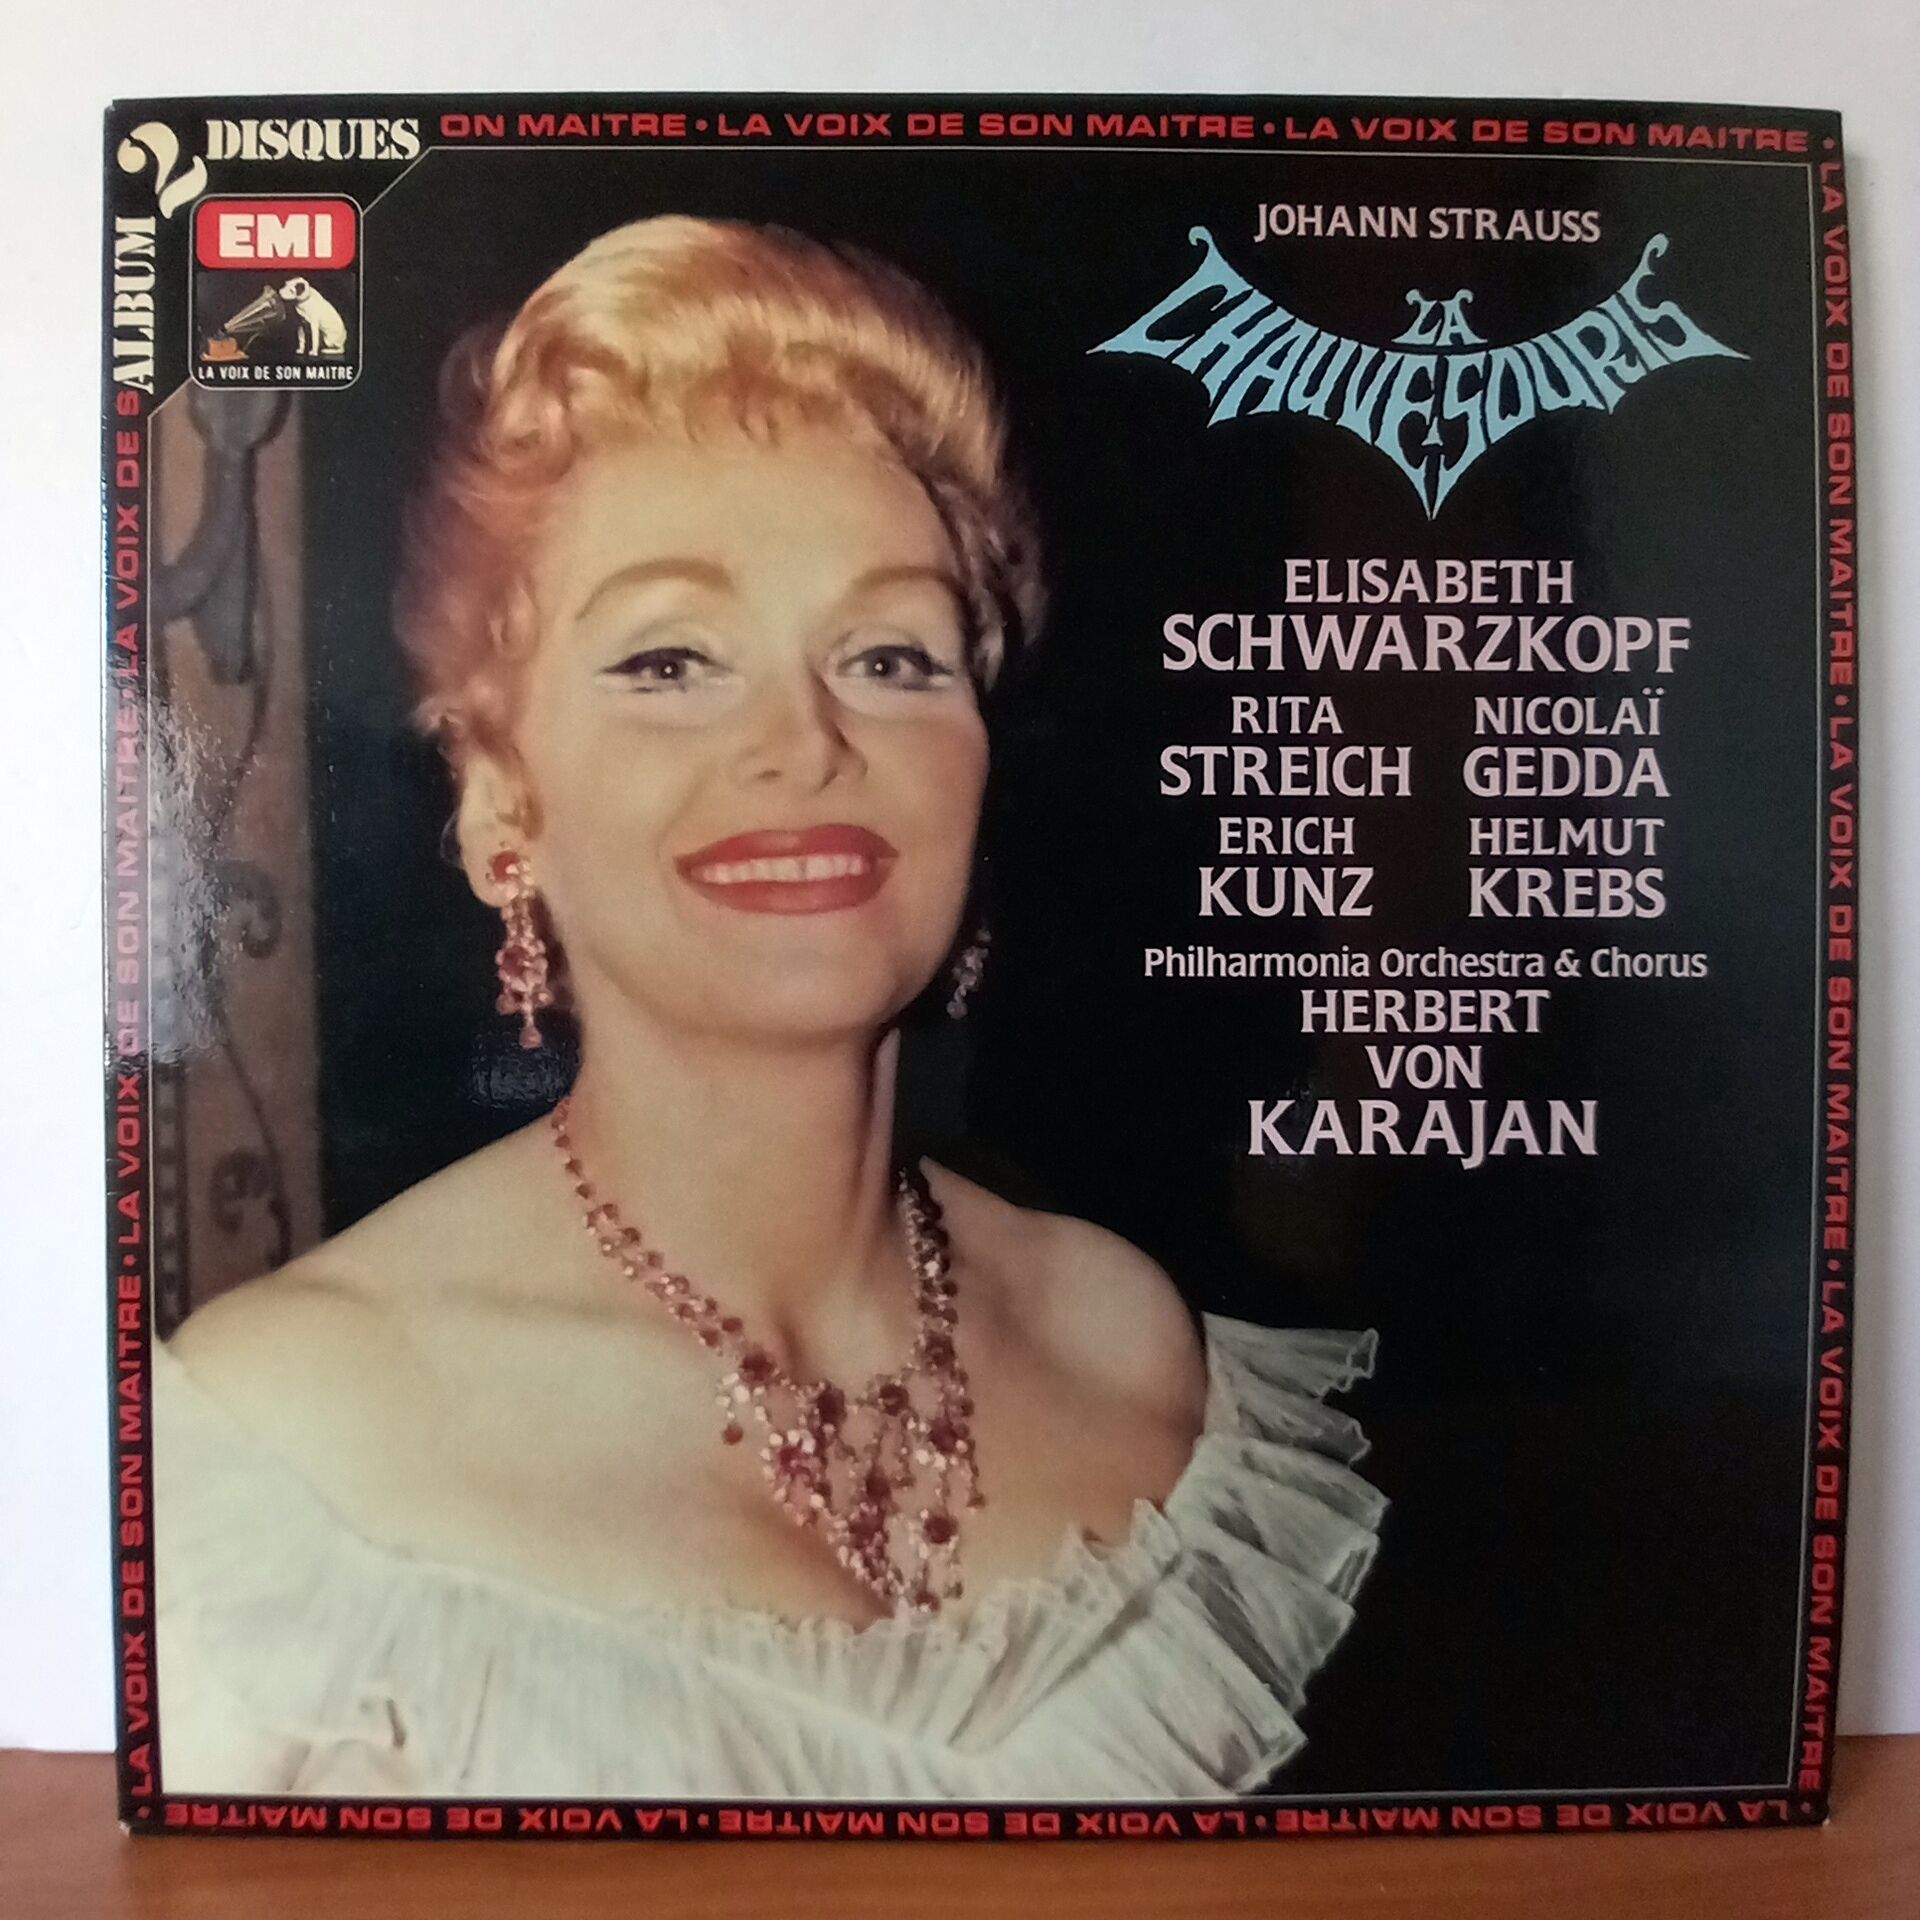 ALBUM 2 DISQUES
EMI
LA VOIX DE SON MAITRE
ON MAITRE • LA VOIX DE SON MAITRE • LA VOIX DE SON MAITRE •
LA VOIX DE SON MAITRE • LA VOIX DE SON MAITRE • LA VOIX DE SON MAITRE •
LA VOIX DE SON MAITRE • LA VOIX DE SON MAITRE • LA VOIX DE SON MAITRE •
LA VOIX DE SON MAITRE • LA VOIX DE SON MAITRE • LA VOIX DE S
JOHANN STRAUSS
LA
CHAUVE SOURIS
ELISABETH
SCHWARZKOPF
RITA NICOLAÏ
STREICH GEDDA
ERICH HELMUT
KUNZ KREBS
Philharmonia Orchestra & Chorus
HERBERT
VON
KARAJAN